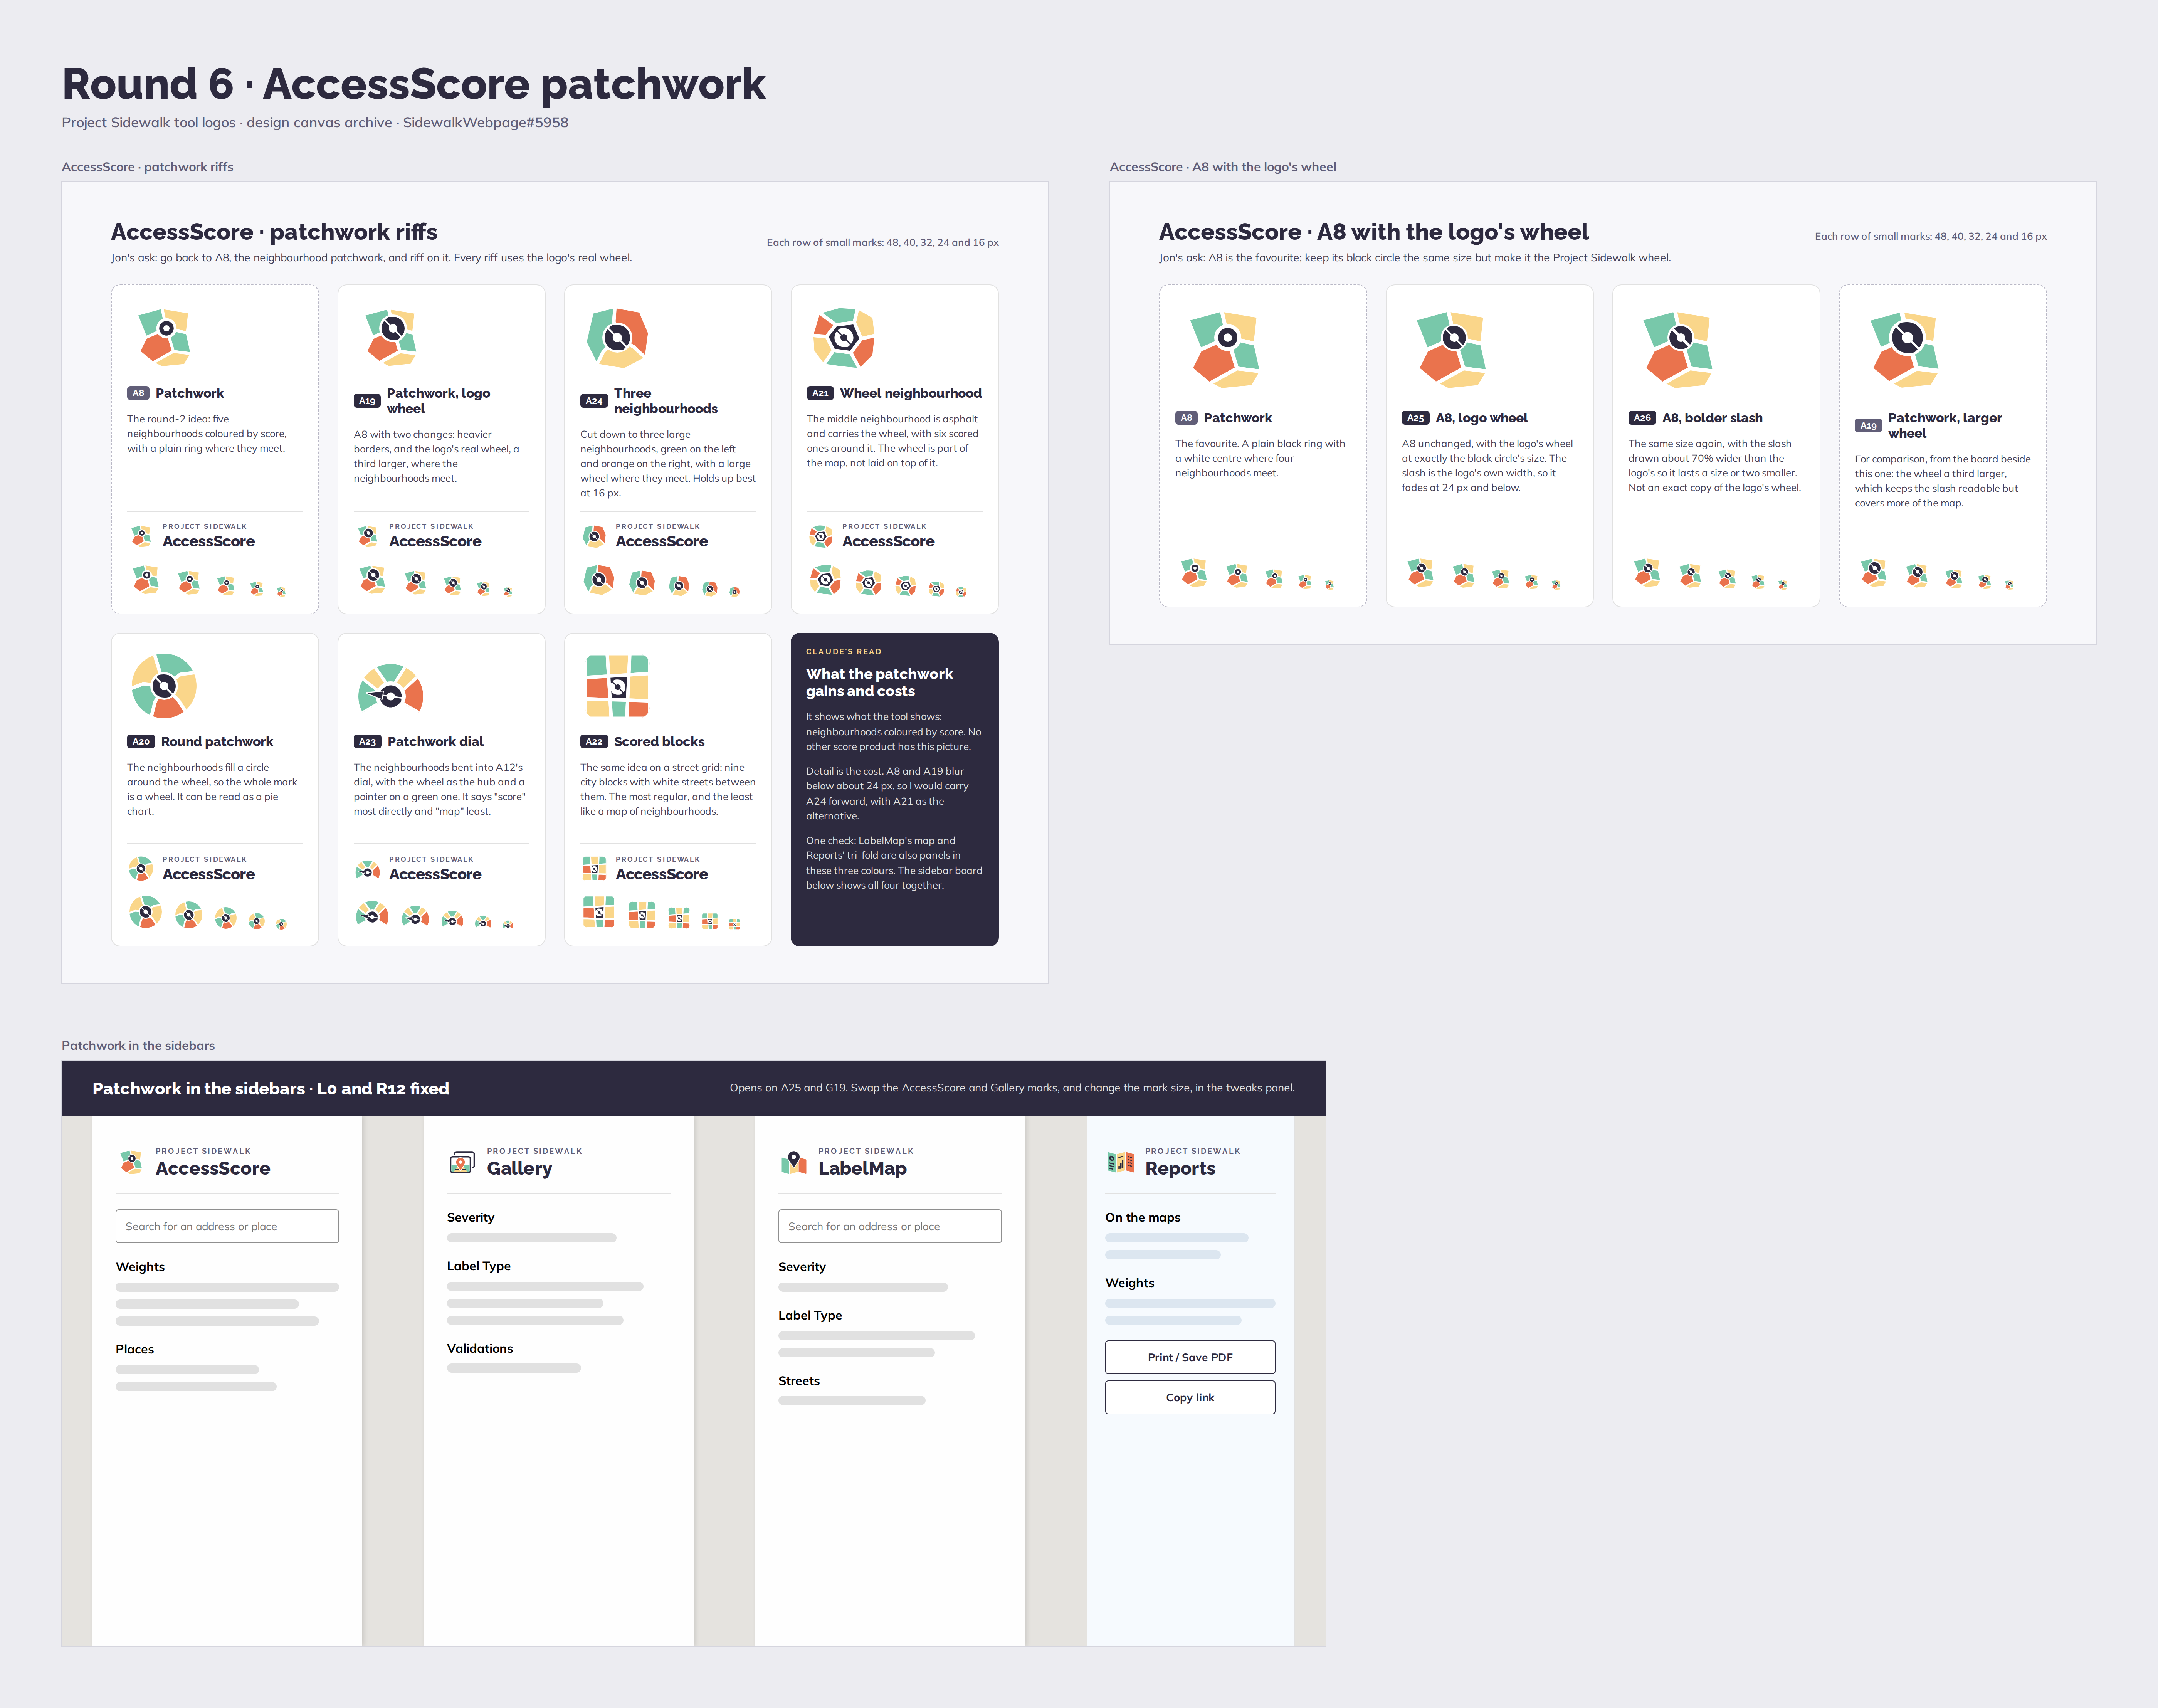 Round 6 · AccessScore patchwork
Project Sidewalk tool logos · design canvas archive · SidewalkWebpage#5958
AccessScore · patchwork riffs
AccessScore · patchwork riffs
Each row of small marks: 48, 40, 32, 24 and 16 px
Jon's ask: go back to A8, the neighbourhood patchwork, and riff on it. Every riff uses the logo's real wheel.
A8 Patchwork
The round-2 idea: five
neighbourhoods coloured by score,
with a plain ring where they meet.
PROJECT SIDEWALK
AccessScore
A19 Patchwork, logo
wheel
A8 with two changes: heavier
borders, and the logo's real wheel, a
third larger, where the
neighbourhoods meet.
PROJECT SIDEWALK
AccessScore
A24 Three
neighbourhoods
Cut down to three large
neighbourhoods, green on the left
and orange on the right, with a large
wheel where they meet. Holds up best
at 16 px.
PROJECT SIDEWALK
AccessScore
A21 Wheel neighbourhood
The middle neighbourhood is asphalt
and carries the wheel, with six scored
ones around it. The wheel is part of
the map, not laid on top of it.
PROJECT SIDEWALK
AccessScore
A20 Round patchwork
The neighbourhoods fill a circle
around the wheel, so the whole mark
is a wheel. It can be read as a pie
chart.
PROJECT SIDEWALK
AccessScore
A23 Patchwork dial
The neighbourhoods bent into A12's
dial, with the wheel as the hub and a
pointer on a green one. It says "score"
most directly and "map" least.
PROJECT SIDEWALK
AccessScore
A22 Scored blocks
The same idea on a street grid: nine
city blocks with white streets between
them. The most regular, and the least
like a map of neighbourhoods.
PROJECT SIDEWALK
AccessScore
CLAUDE'S READ
What the patchwork
gains and costs
It shows what the tool shows:
neighbourhoods coloured by score. No
other score product has this picture.
Detail is the cost. A8 and A19 blur
below about 24 px, so I would carry
A24 forward, with A21 as the
alternative.
One check: LabelMap's map and
Reports' tri-fold are also panels in
these three colours. The sidebar board
below shows all four together.
AccessScore · A8 with the logo's wheel
AccessScore · A8 with the logo's wheel
Each row of small marks: 48, 40, 32, 24 and 16 px
Jon's ask: A8 is the favourite; keep its black circle the same size but make it the Project Sidewalk wheel.
A8 Patchwork
The favourite. A plain black ring with
a white centre where four
neighbourhoods meet.
A25 A8, logo wheel
A8 unchanged, with the logo's wheel
at exactly the black circle's size. The
slash is the logo's own width, so it
fades at 24 px and below.
A26 A8, bolder slash
The same size again, with the slash
drawn about 70% wider than the
logo's so it lasts a size or two smaller.
Not an exact copy of the logo's wheel.
A19 Patchwork, larger
wheel
For comparison, from the board beside
this one: the wheel a third larger,
which keeps the slash readable but
covers more of the map.
Patchwork in the sidebars
Patchwork in the sidebars · L0 and R12 fixed
Opens on A25 and G19. Swap the AccessScore and Gallery marks, and change the mark size, in the tweaks panel.
PROJECT SIDEWALK
AccessScore
Search for an address or place
Weights
Places
PROJECT SIDEWALK
Gallery
Severity
Label Type
Validations
PROJECT SIDEWALK
LabelMap
Search for an address or place
Severity
Label Type
Streets
PROJECT SIDEWALK
Reports
On the maps
Weights
Print / Save PDF
Copy link